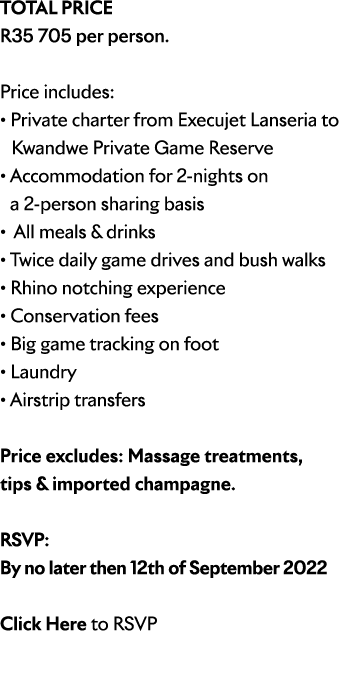 TOTAL PRICE
R35 705 per person.
Price includes:
• Private charter from Execujet Lanseria to
Kwandwe Private Game Reserve
• Accommodation for 2-nights on
a 2-person sharing basis
• All meals & drinks
• Twice daily game drives and bush walks
• Rhino notching experience
• Conservation fees
• Big game tracking on foot
• Laundry
• Airstrip transfers
Price excludes: Massage treatments,
tips & imported champagne.
RSVP:
By no later then 12th of September 2022
Click Here to RSVP